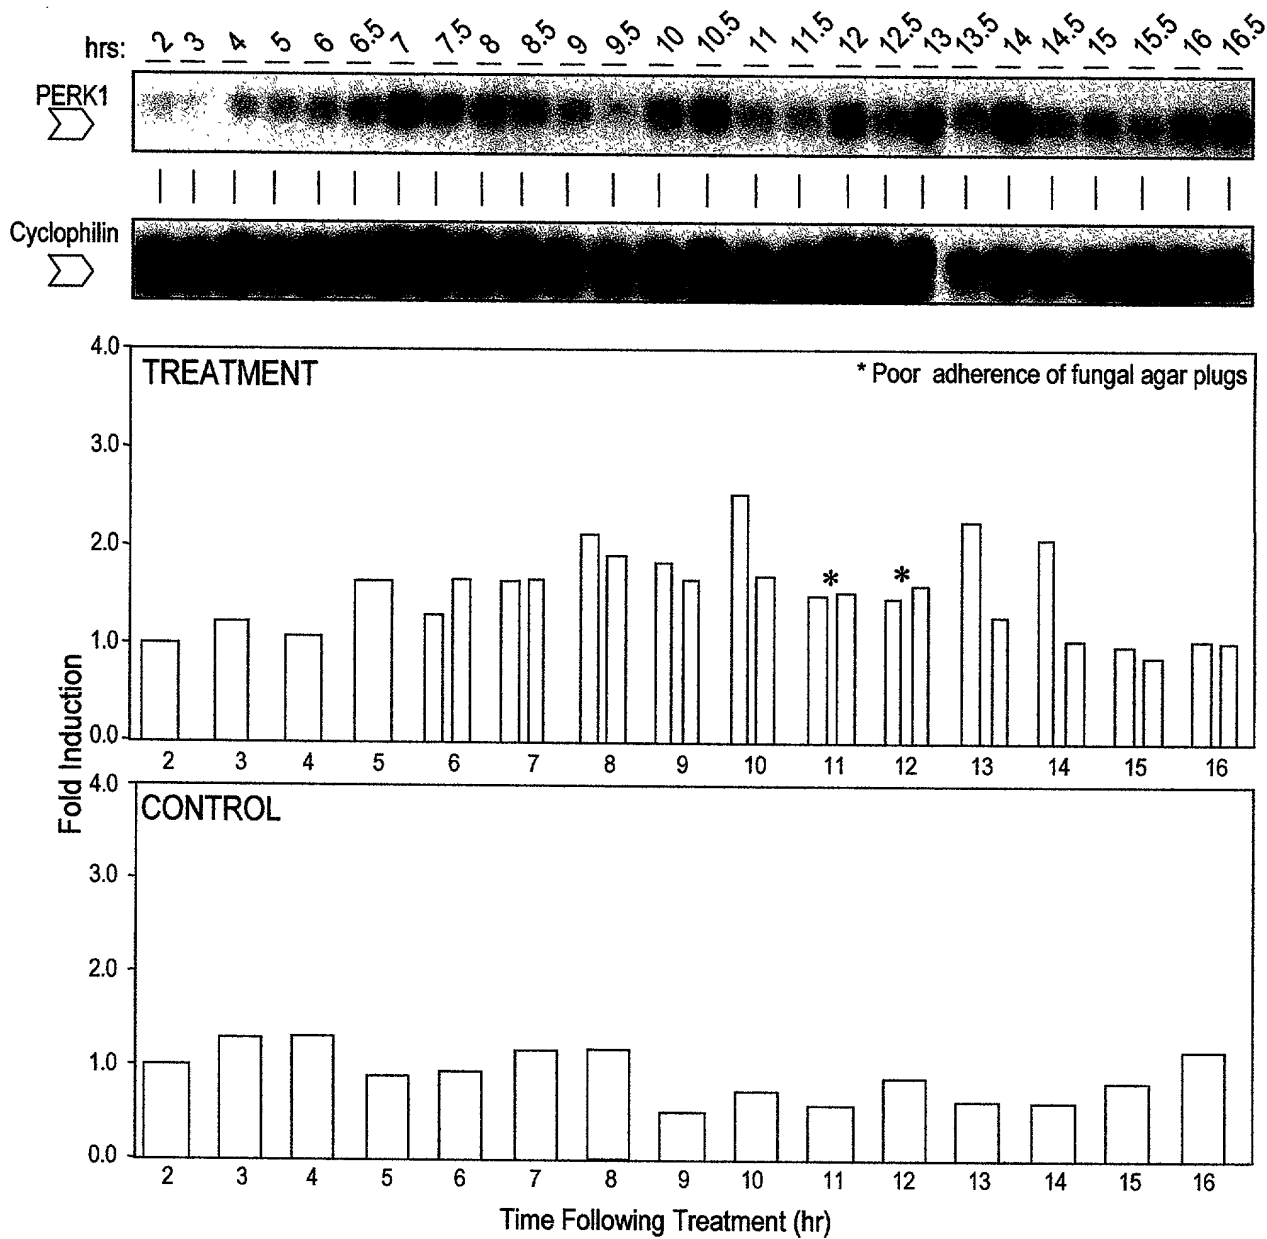 hrs: 2 3 4 5 6 6.5 7 7.5 8 8.5 9 9.5 10 10.5 11 11.5 12 12.5 13 13.5 14 14.5 15 15.5 16 16.5
PERK1
Cyclophilin
4.0
TREATMENT
* Poor adherence of fungal agar plugs
3.0
2.0
* *
1.0
0.0
2 3 4 5 6 7 8 9 10 11 12 13 14 15 16
Fold Induction
4.0
CONTROL
3.0
2.0
1.0
0.0
2 3 4 5 6 7 8 9 10 11 12 13 14 15 16
Time Following Treatment (hr)